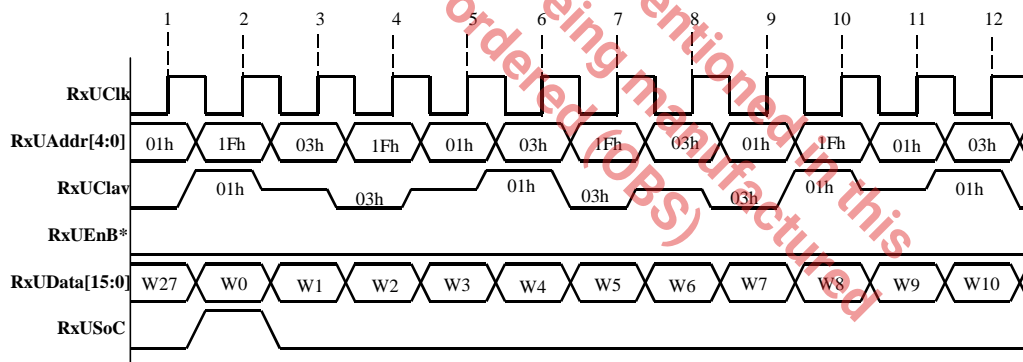 1 2 3 4 5 6 7 8 9 10 11 12
RxUClk
RxUAddr[4:0] 01h 1Fh 03h 1Fh 01h 03h 1Fh 03h 01h 1Fh 01h 03h
RxUClav 01h 03h 01h 03h 03h 01h 01h
RxUEnB*
RxUData[15:0] W27 W0 W1 W2 W3 W4 W5 W6 W7 W8 W9 W10
RxUSoC
entioned in this
eing manufactured
ordered (OBS)